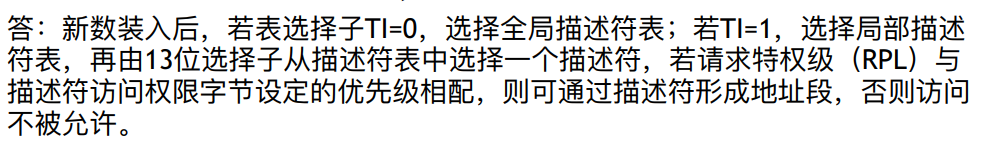 答：新数装入后，若表选择子TI=0，选择全局描述符表；若TI=1，选择局部描述
符表，再由13位选择子从描述符表中选择一个描述符，若请求特权级（RPL）与
描述符访问权限字节设定的优先级相配，则可通过描述符形成地址段，否则访问
不被允许。